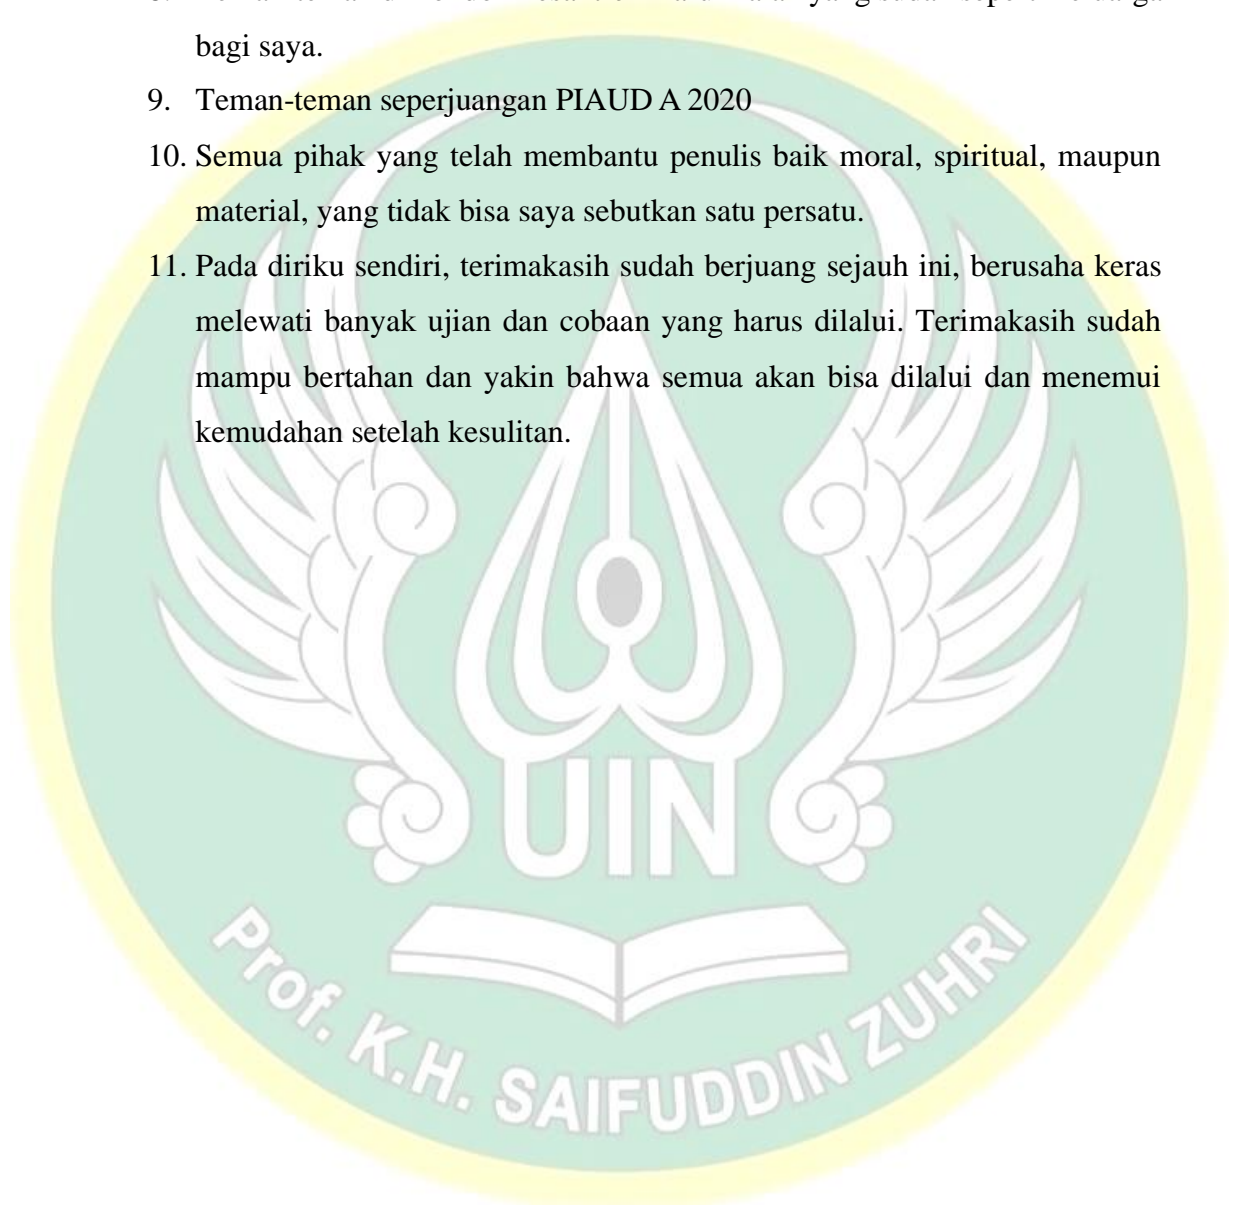 bagi saya.
9. Teman-teman seperjuangan PIAUD A 2020
10. Semua pihak yang telah membantu penulis baik moral, spiritual, maupun
material, yang tidak bisa saya sebutkan satu persatu.
11. Pada diriku sendiri, terimakasih sudah berjuang sejauh ini, berusaha keras
melewati banyak ujian dan cobaan yang harus dilalui. Terimakasih sudah
mampu bertahan dan yakin bahwa semua akan bisa dilalui dan menemui
kemudahan setelah kesulitan.
UIN
Prof. K.H. SAIFUDDIN ZUHRI